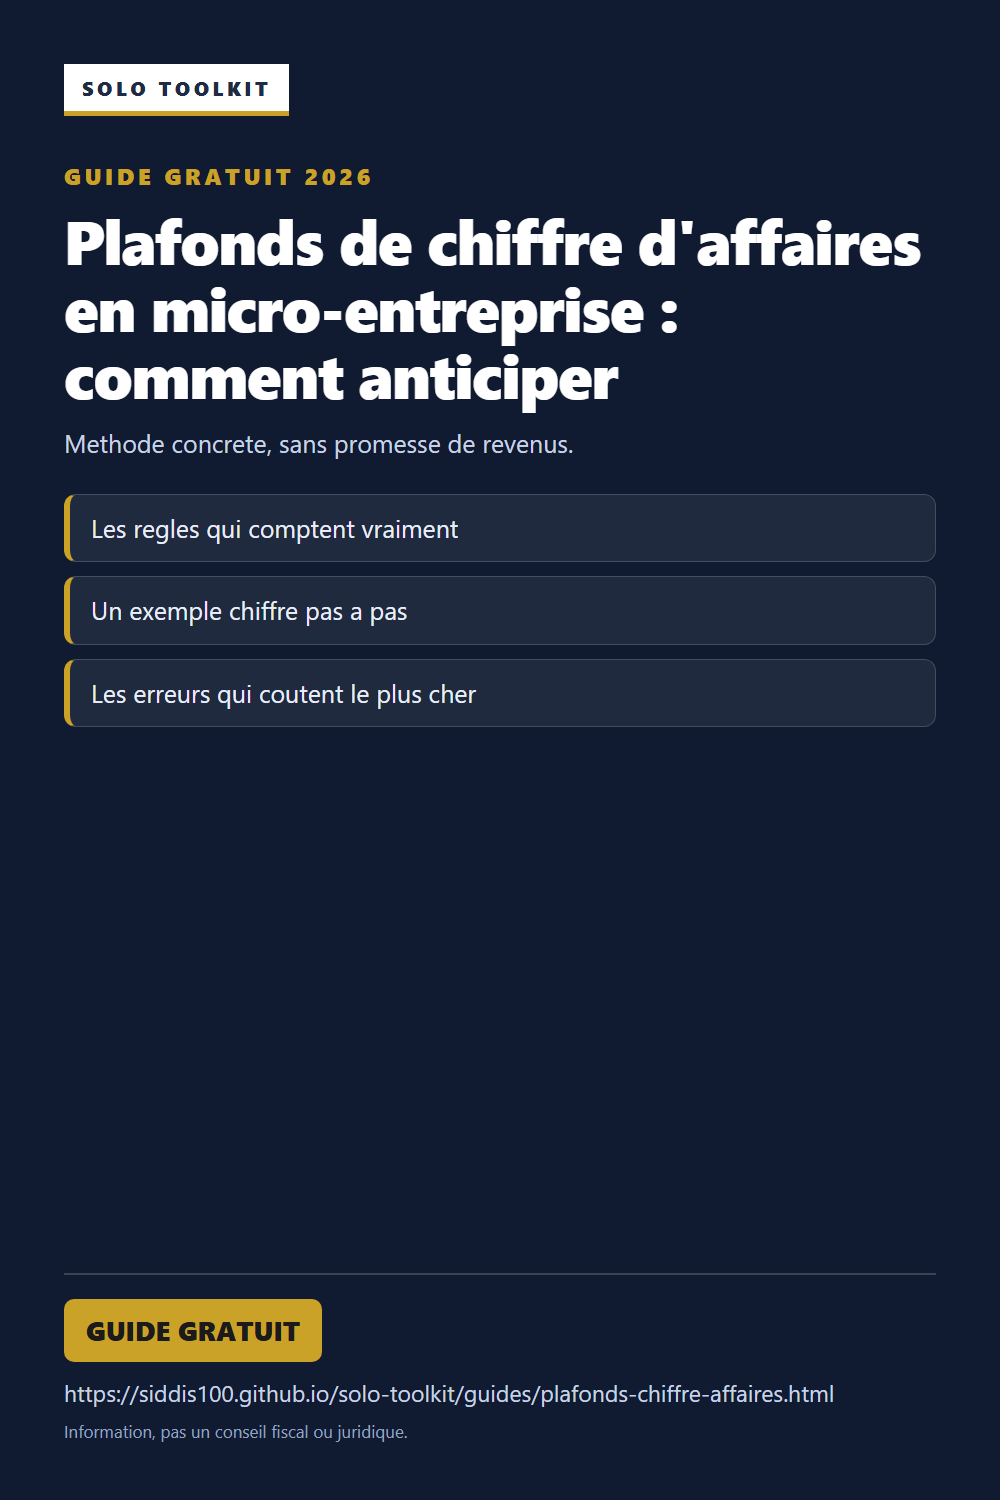 SOLO TOOLKIT
GUIDE GRATUIT 2026
Plafonds de chiffre d'affaires
en micro-entreprise :
comment anticiper
Methode concrete, sans promesse de revenus.
Les regles qui comptent vraiment
Un exemple chiffre pas a pas
Les erreurs qui coutent le plus cher
GUIDE GRATUIT
https://siddis100.github.io/solo-toolkit/guides/plafonds-chiffre-affaires.html
Information, pas un conseil fiscal ou juridique.